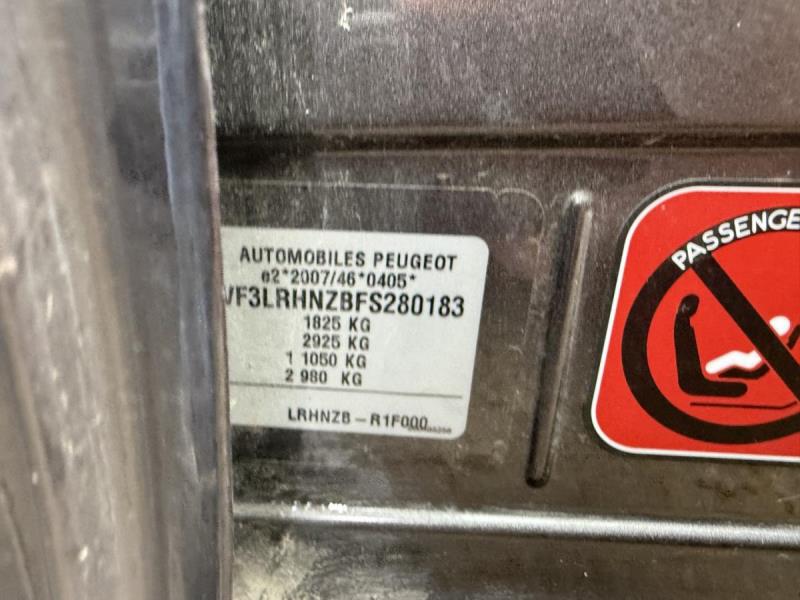 AUTOMOBILES PEUGEOT
e2*2007/46*0405*
VF3LRHNZBFS280183
1825 KG
2925 KG
1 1050 KG
2 980 KG
LRHNZB-R1F000
PASSENGE